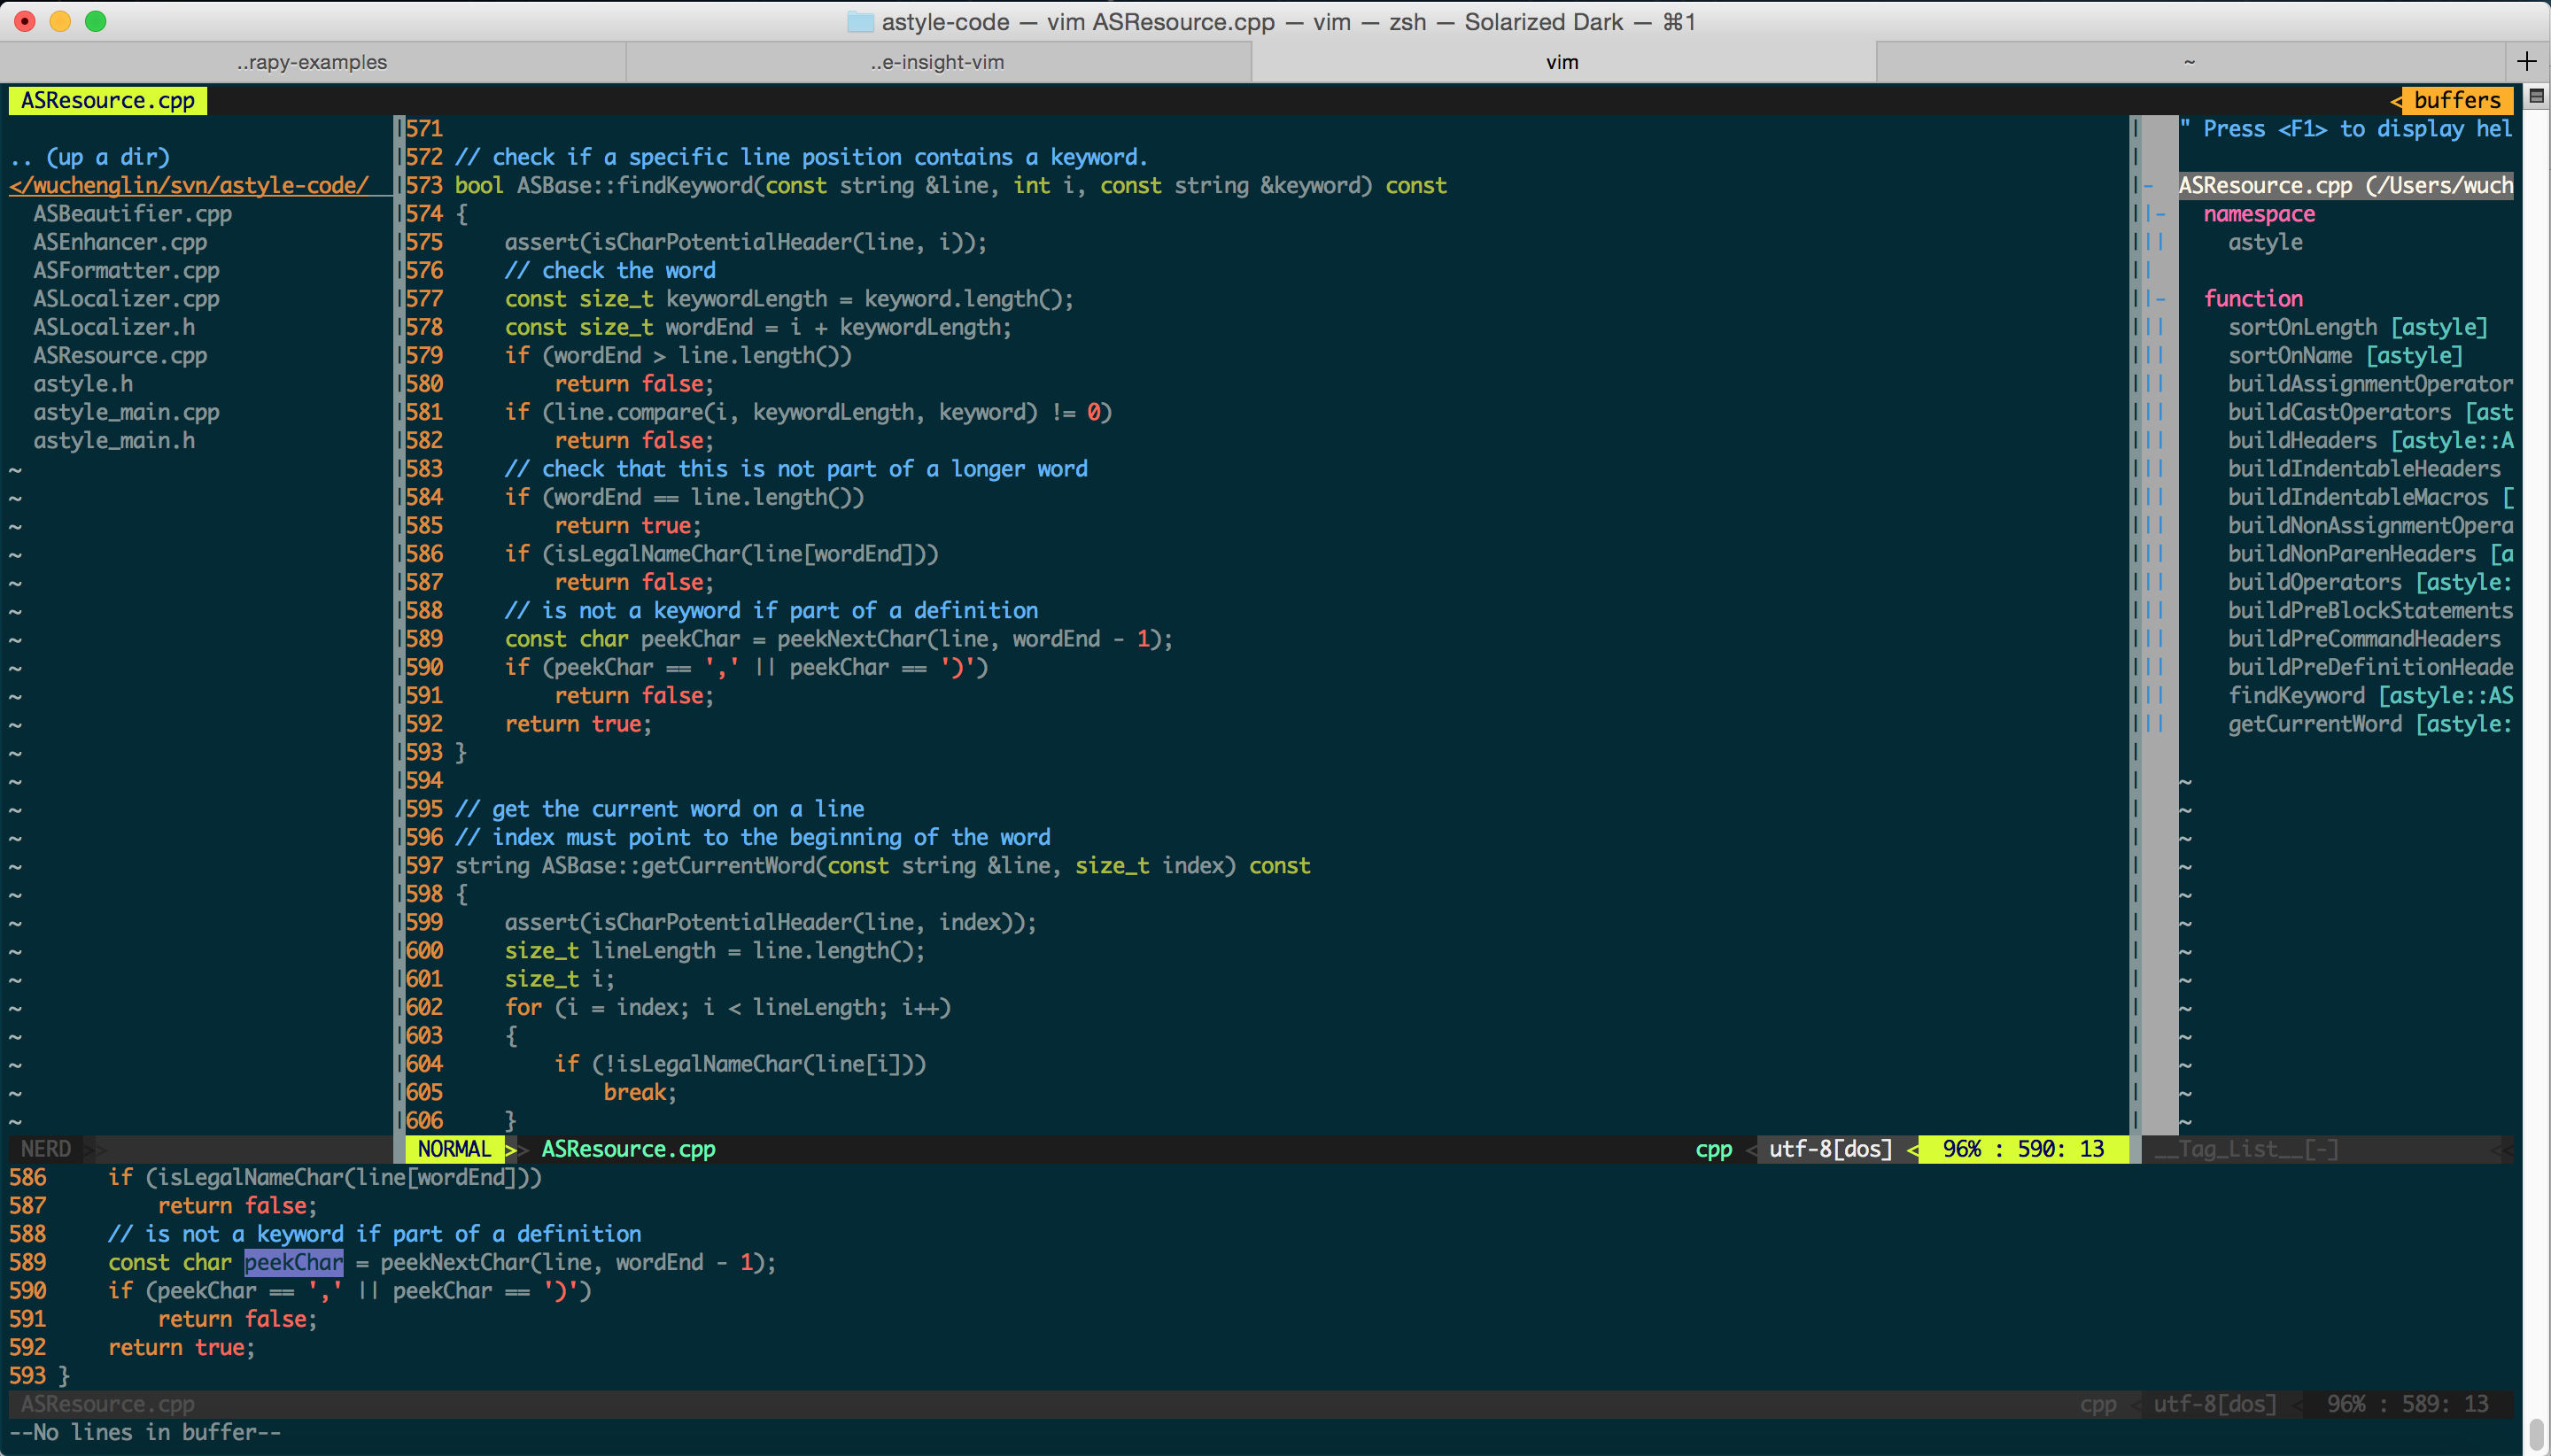 astyle-code — vim ASResource.cpp — vim — zsh — Solarized Dark — ⌘1
..rapy-examples
..e-insight-vim
vim
~
+
ASResource.cpp
< buffers
.. (up a dir)
</wuchenglin/svn/astyle-code/
ASBeautifier.cpp
ASEnhancer.cpp
ASFormatter.cpp
ASLocalizer.cpp
ASLocalizer.h
ASResource.cpp
astyle.h
astyle_main.cpp
astyle_main.h
571
572 // check if a specific line position contains a keyword.
573 bool ASBase::findKeyword(const string &line, int i, const string &keyword) const
574 {
575     assert(isCharPotentialHeader(line, i));
576     // check the word
577     const size_t keywordLength = keyword.length();
578     const size_t wordEnd = i + keywordLength;
579     if (wordEnd > line.length())
580         return false;
581     if (line.compare(i, keywordLength, keyword) != 0)
582         return false;
583     // check that this is not part of a longer word
584     if (wordEnd == line.length())
585         return true;
586     if (isLegalNameChar(line[wordEnd]))
587         return false;
588     // is not a keyword if part of a definition
589     const char peekChar = peekNextChar(line, wordEnd - 1);
590     if (peekChar == ',' || peekChar == ')')
591         return false;
592     return true;
593 }
594
595 // get the current word on a line
596 // index must point to the beginning of the word
597 string ASBase::getCurrentWord(const string &line, size_t index) const
598 {
599     assert(isCharPotentialHeader(line, index));
600     size_t lineLength = line.length();
601     size_t i;
602     for (i = index; i < lineLength; i++)
603     {
604         if (!isLegalNameChar(line[i]))
605             break;
606     }
" Press <F1> to display hel
ASResource.cpp (/Users/wuch
namespace
astyle
function
sortOnLength [astyle]
sortOnName [astyle]
buildAssignmentOperator
buildCastOperators [ast
buildHeaders [astyle::A
buildIndentableHeaders
buildIndentableMacros [
buildNonAssignmentOpera
buildNonParenHeaders [a
buildOperators [astyle:
buildPreBlockStatements
buildPreCommandHeaders
buildPreDefinitionHeade
findKeyword [astyle::AS
getCurrentWord [astyle:
NERD >>
NORMAL >> ASResource.cpp
cpp < utf-8[dos] < 96% : 590: 13
__Tag_List__[-] <<
586     if (isLegalNameChar(line[wordEnd]))
587         return false;
588     // is not a keyword if part of a definition
589     const char peekChar = peekNextChar(line, wordEnd - 1);
590     if (peekChar == ',' || peekChar == ')')
591         return false;
592     return true;
593 }
ASResource.cpp
cpp < utf-8[dos] < 96% : 589: 13
--No lines in buffer--